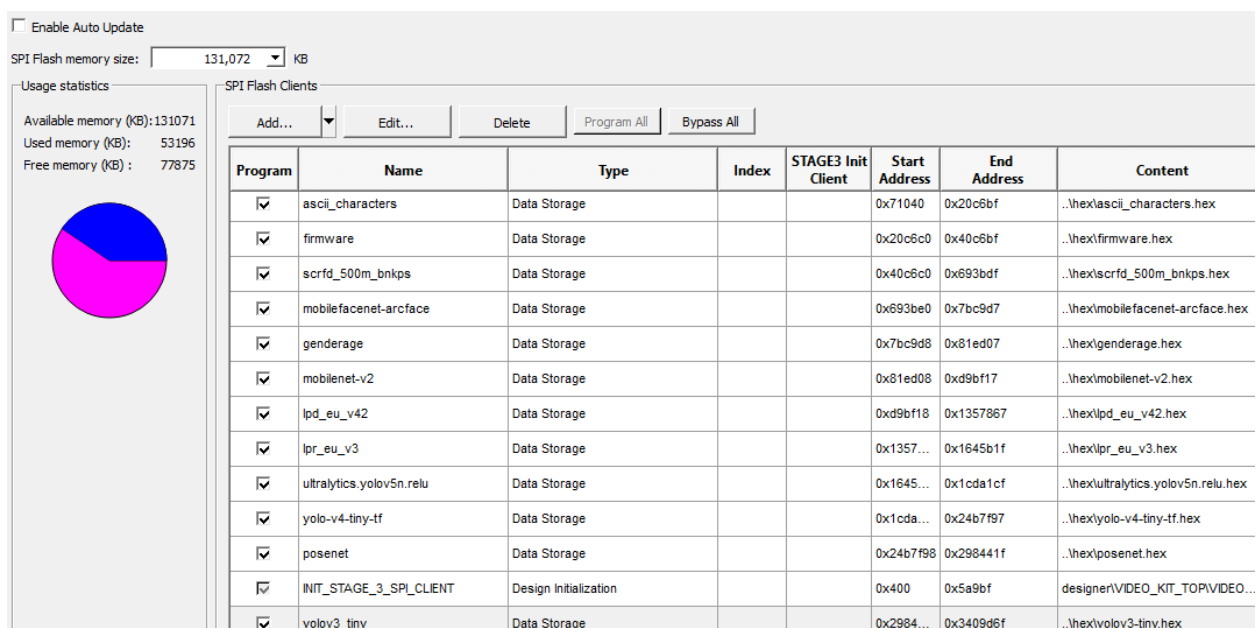 Enable Auto Update
SPI Flash memory size: 131,072 KB
Usage statistics
Available memory (KB): 131071
Used memory (KB): 53196
Free memory (KB) : 77875
SPI Flash Clients
Add... Edit... Delete Program All Bypass All
Program Name Type Index STAGE3 Init Client Start Address End Address Content
ascii_characters Data Storage 0x71040 0x20c6bf ..\hex\ascii_characters.hex
firmware Data Storage 0x20c6c0 0x40c6bf ..\hex\firmware.hex
scrfd_500m_bnkps Data Storage 0x40c6c0 0x693bdf ..\hex\scrfd_500m_bnkps.hex
mobilefacenet-arcface Data Storage 0x693be0 0x7bc9d7 ..\hex\mobilefacenet-arcface.hex
genderage Data Storage 0x7bc9d8 0x81ed07 ..\hex\genderage.hex
mobilenet-v2 Data Storage 0x81ed08 0xd9bf17 ..\hex\mobilenet-v2.hex
lpd_eu_v42 Data Storage 0xd9bf18 0x1357867 ..\hex\lpd_eu_v42.hex
lpr_eu_v3 Data Storage 0x1357... 0x1645b1f ..\hex\lpr_eu_v3.hex
ultralytics.yolov5n.relu Data Storage 0x1645... 0x1cda1cf ..\hex\ultralytics.yolov5n.relu.hex
yolo-v4-tiny-tf Data Storage 0x1cda... 0x24b7f97 ..\hex\yolo-v4-tiny-tf.hex
posenet Data Storage 0x24b7f98 0x298441f ..\hex\posenet.hex
INIT_STAGE_3_SPI_CLIENT Design Initialization 0x400 0x5a9bf designer\VIDEO_KIT_TOP\VIDEO...
yolov3_tiny Data Storage 0x2984... 0x3409d6f ..\hex\yolov3-tiny.hex